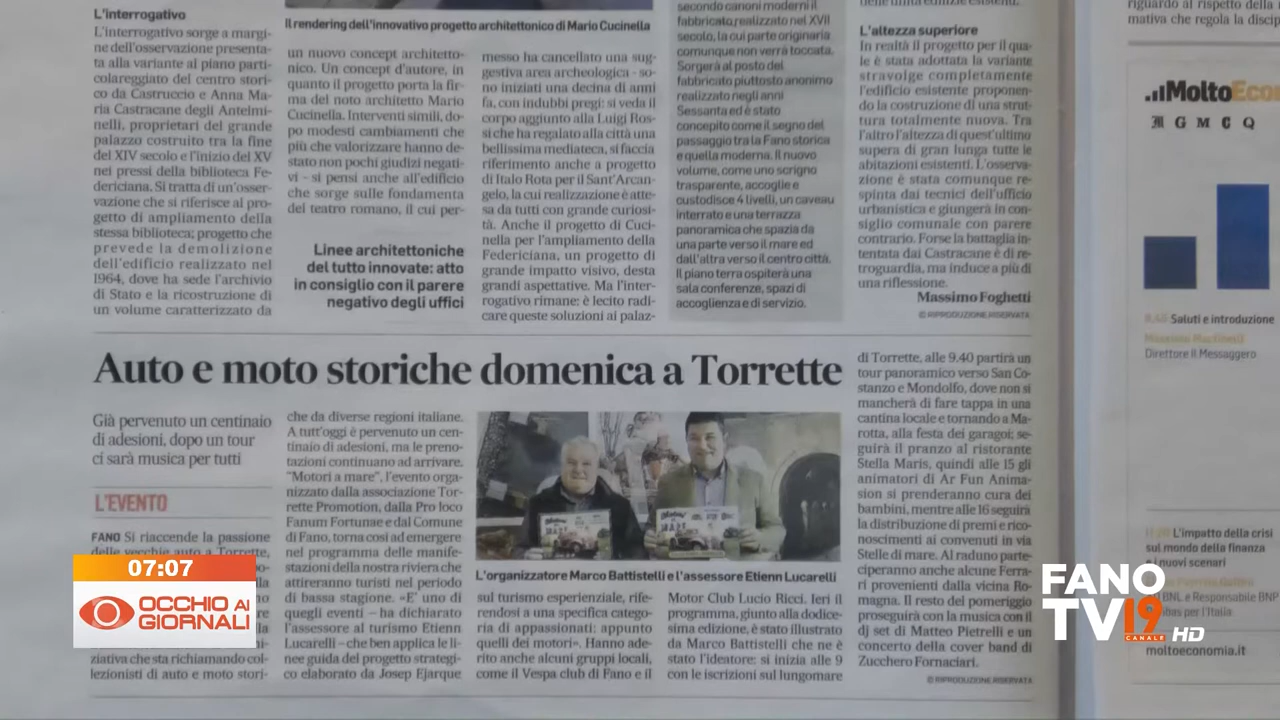 L'interrogativo
L'interrogativo sorge a margi-
ne dell'osservazione presenta-
ta alla variante al piano parti-
colareggiato del centro stori-
co da Castruccio e Anna Ma-
ria Castracane degli Antelmi-
nelli, proprietari del grande
palazzo costruito tra la fine
del XIV secolo e l'inizio del XV
nei pressi della biblioteca Fe-
dericiana. Si tratta di un'osser-
vazione che si riferisce al pro-
getto di ampliamento della
stessa biblioteca; progetto che
prevede la demolizione
dell'edificio realizzato nel
1964, dove ha sede l'archivio
di Stato e la ricostruzione di
un volume caratterizzato da
Il rendering dell'innovativo progetto architettonico di Mario Cucinella
un nuovo concept architetto-
nico. Un concept d'autore, in
quanto il progetto porta la fir-
ma del noto architetto Mario
Cucinella. Interventi simili, do-
po modesti cambiamenti che
più che valorizzare hanno de-
stato non pochi giudizi negati-
vi - si pensi anche all'edificio
che sorge sulle fondamenta
del teatro romano, il cui per-
Linee architettoniche
del tutto innovate: atto
in consiglio con il parere
negativo degli uffici
messo ha cancellato una sug-
gestiva area archeologica - so-
no iniziati una decina di anni
fa, con indubbi pregi: si veda il
corpo aggiunto alla Luigi Ros-
si che ha regalato alla città una
bellissima mediateca, si faccia
riferimento anche a progetto
di Italo Rota per il Sant'Arcan-
gelo, la cui realizzazione è atte-
sa da tutti con grande curiosi-
tà. Anche il progetto di Cuci-
nella per l'ampliamento della
Federiciana, un progetto di
grande impatto visivo, desta
grandi aspettative. Ma l'inter-
rogativo rimane: è lecito radi-
care queste soluzioni ai palaz-
secondo canoni moderni il
fabbricato realizzato nel XVII
secolo, la cui parte originaria
comunque non verrà toccata.
Sorgerà al posto del
fabbricato piuttosto anonimo
realizzato negli anni
Sessanta ed è stato
concepito come il segno del
passaggio tra la Fano storica
e quella moderna. Il nuovo
volume, come uno scrigno
trasparente, accoglie e
custodisce 4 livelli, un caveau
interrato e una terrazza
panoramica che spazia da
una parte verso il mare ed
dall'altra verso il centro città.
Il piano terra ospiterà una
sala conferenze, spazi di
accoglienza e di servizio.
L'altezza superiore
In realtà il progetto per il qua-
le è stata adottata la variante
stravolge completamente
l'edificio esistente proponen-
do la costruzione di una strut-
tura totalmente nuova. Tra
l'altro l'altezza di quest'ultimo
supera di gran lunga tutte le
abitazioni esistenti. L'osserva-
zione è stata comunque re-
spinta dai tecnici dell'ufficio
urbanistica e giungerà in con-
siglio comunale con parere
contrario. Forse la battaglia in-
tentata dai Castracane è di re-
troguardia, ma induce a più di
una riflessione.
Massimo Foghetti
© RIPRODUZIONE RISERVATA
riguardo al rispetto della
mativa che regola la discip
MoltoEcon
M G M C Q
Saluti e introduzione
Direttore Il Messaggero
L'impatto della crisi
sul mondo della finanza
e i nuovi scenari
BNL e Responsabile BNP
per l'Italia
moltoeconomia.it
Auto e moto storiche domenica a Torrette
Già pervenuto un centinaio
di adesioni, dopo un tour
ci sarà musica per tutti
L'EVENTO
FANO Si riaccende la passione
delle vecchie auto a Torrette,
ziativa che sta richiamando col-
lezionisti di auto e moto stori-
che da diverse regioni italiane.
A tutt'oggi è pervenuto un cen-
tinaio di adesioni, ma le preno-
tazioni continuano ad arrivare.
"Motori a mare", l'evento orga-
nizzato dalla associazione Tor-
rette Promotion, dalla Pro loco
Fanum Fortunae e dal Comune
di Fano, torna così ad emergere
nel programma delle manife-
stazioni della nostra riviera che
attireranno turisti nel periodo
di bassa stagione. «E' uno di
quegli eventi – ha dichiarato
l'assessore al turismo Etienn
Lucarelli – che ben applica le li-
nee guida del progetto strategi-
co elaborato da Josep Ejarque
L'organizzatore Marco Battistelli e l'assessore Etienn Lucarelli
sul turismo esperienziale, rife-
rendosi a una specifica catego-
ria di appassionati: appunto
quelli dei motori». Hanno ade-
rito anche alcuni gruppi locali,
come il Vespa club di Fano e il
Motor Club Lucio Ricci. Ieri il
programma, giunto alla dodice-
sima edizione, è stato illustrato
da Marco Battistelli che ne è
stato l'ideatore: si inizia alle 9
con le iscrizioni sul lungomare
di Torrette, alle 9.40 partirà un
tour panoramico verso San Co-
stanzo e Mondolfo, dove non si
mancherà di fare tappa in una
cantina locale e tornando a Ma-
rotta, alla festa dei garagoi; se-
guirà il pranzo al ristorante
Stella Maris, quindi alle 15 gli
animatori di Ar Fun Anima-
sion si prenderanno cura dei
bambini, mentre alle 16 seguirà
la distribuzione di premi e rico-
noscimenti ai convenuti in via
Stelle di mare. Al raduno parte-
ciperanno anche alcune Ferra-
ri provenienti dalla vicina Ro-
magna. Il resto del pomeriggio
proseguirà con la musica con il
dj set di Matteo Pietrelli e un
concerto della cover band di
Zucchero Fornaciari.
© RIPRODUZIONE RISERVATA
07:07
OCCHIO AI
GIORNALI
FANO
TV19
CANALE
HD